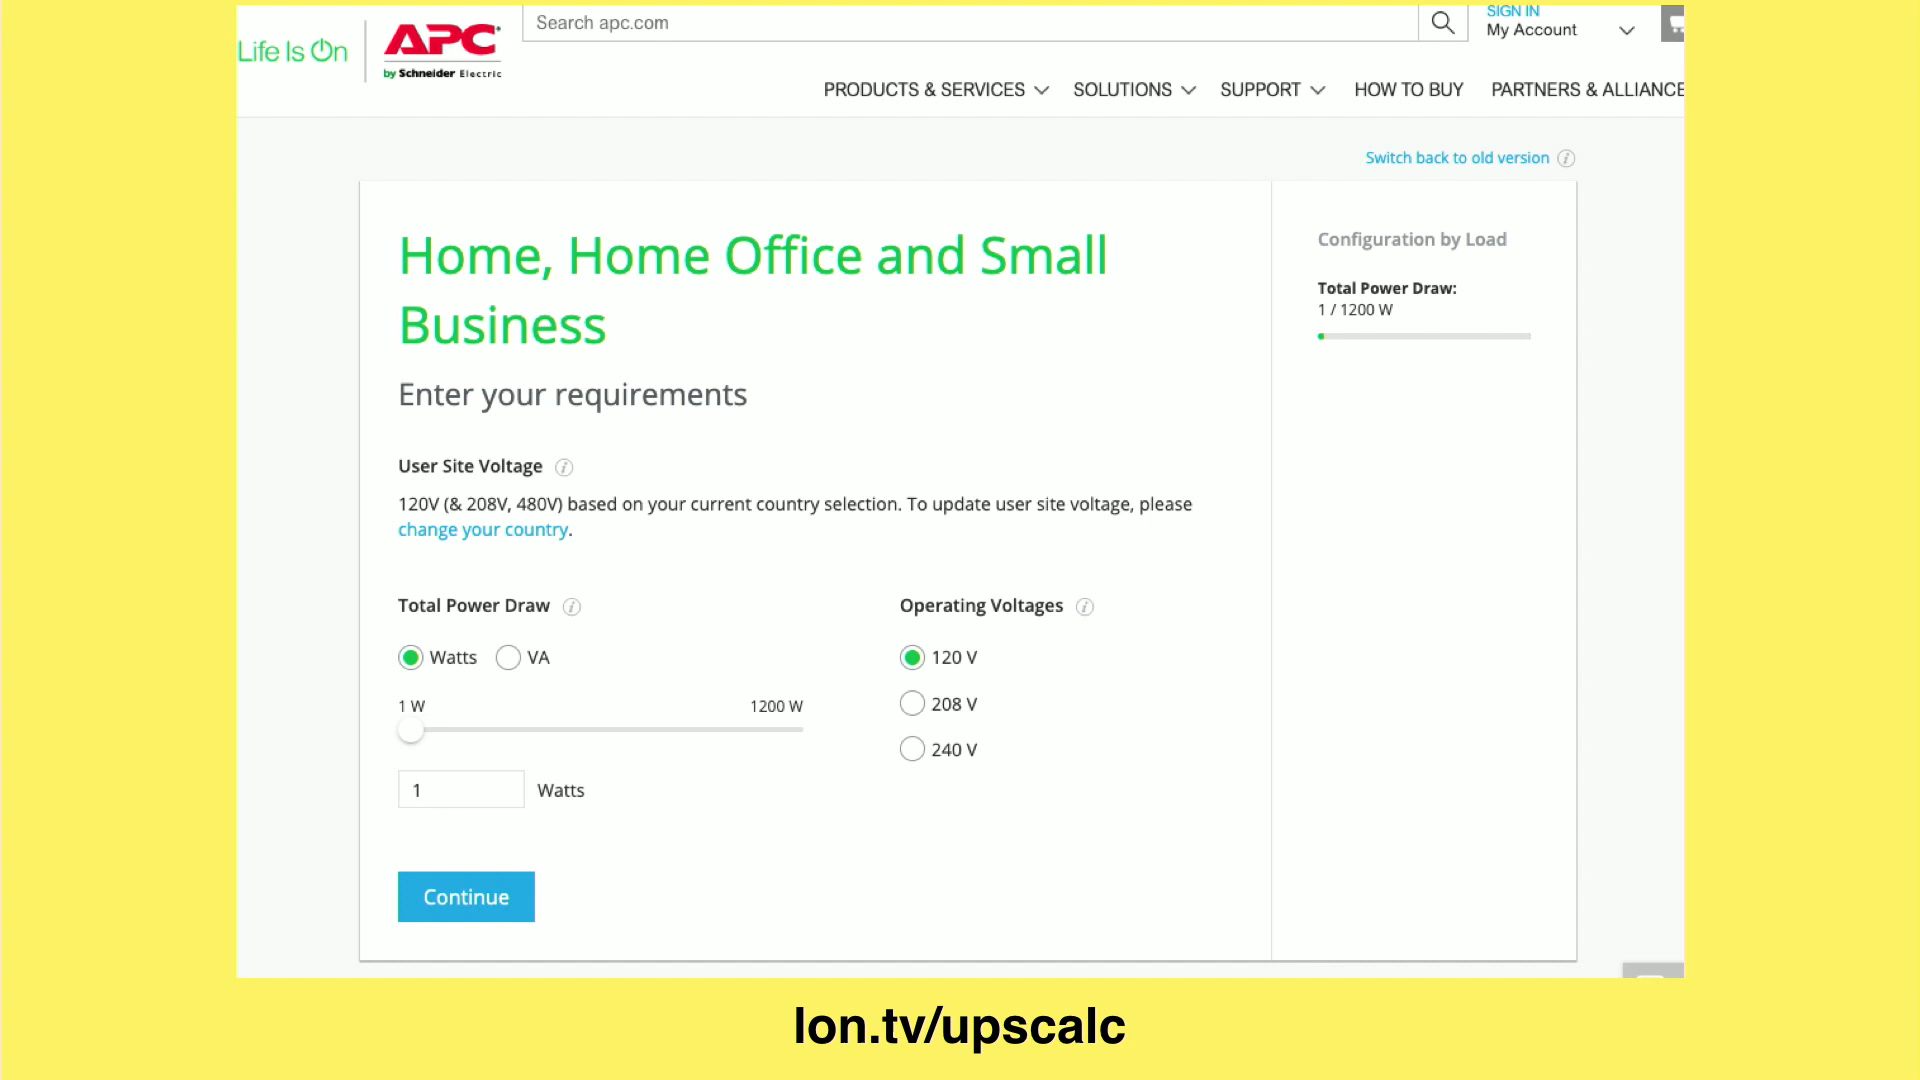 Life Is On
APC
by Schneider Electric
Search apc.com
SIGN IN
My Account
PRODUCTS & SERVICES
SOLUTIONS
SUPPORT
HOW TO BUY
PARTNERS & ALLIANCE
Switch back to old version
Home, Home Office and Small
Business
Enter your requirements
User Site Voltage
120V (& 208V, 480V) based on your current country selection. To update user site voltage, please
change your country.
Total Power Draw
Watts
VA
1 W
1200 W
1
Watts
Operating Voltages
120 V
208 V
240 V
Continue
Configuration by Load
Total Power Draw:
1 / 1200 W
lon.tv/upscalc